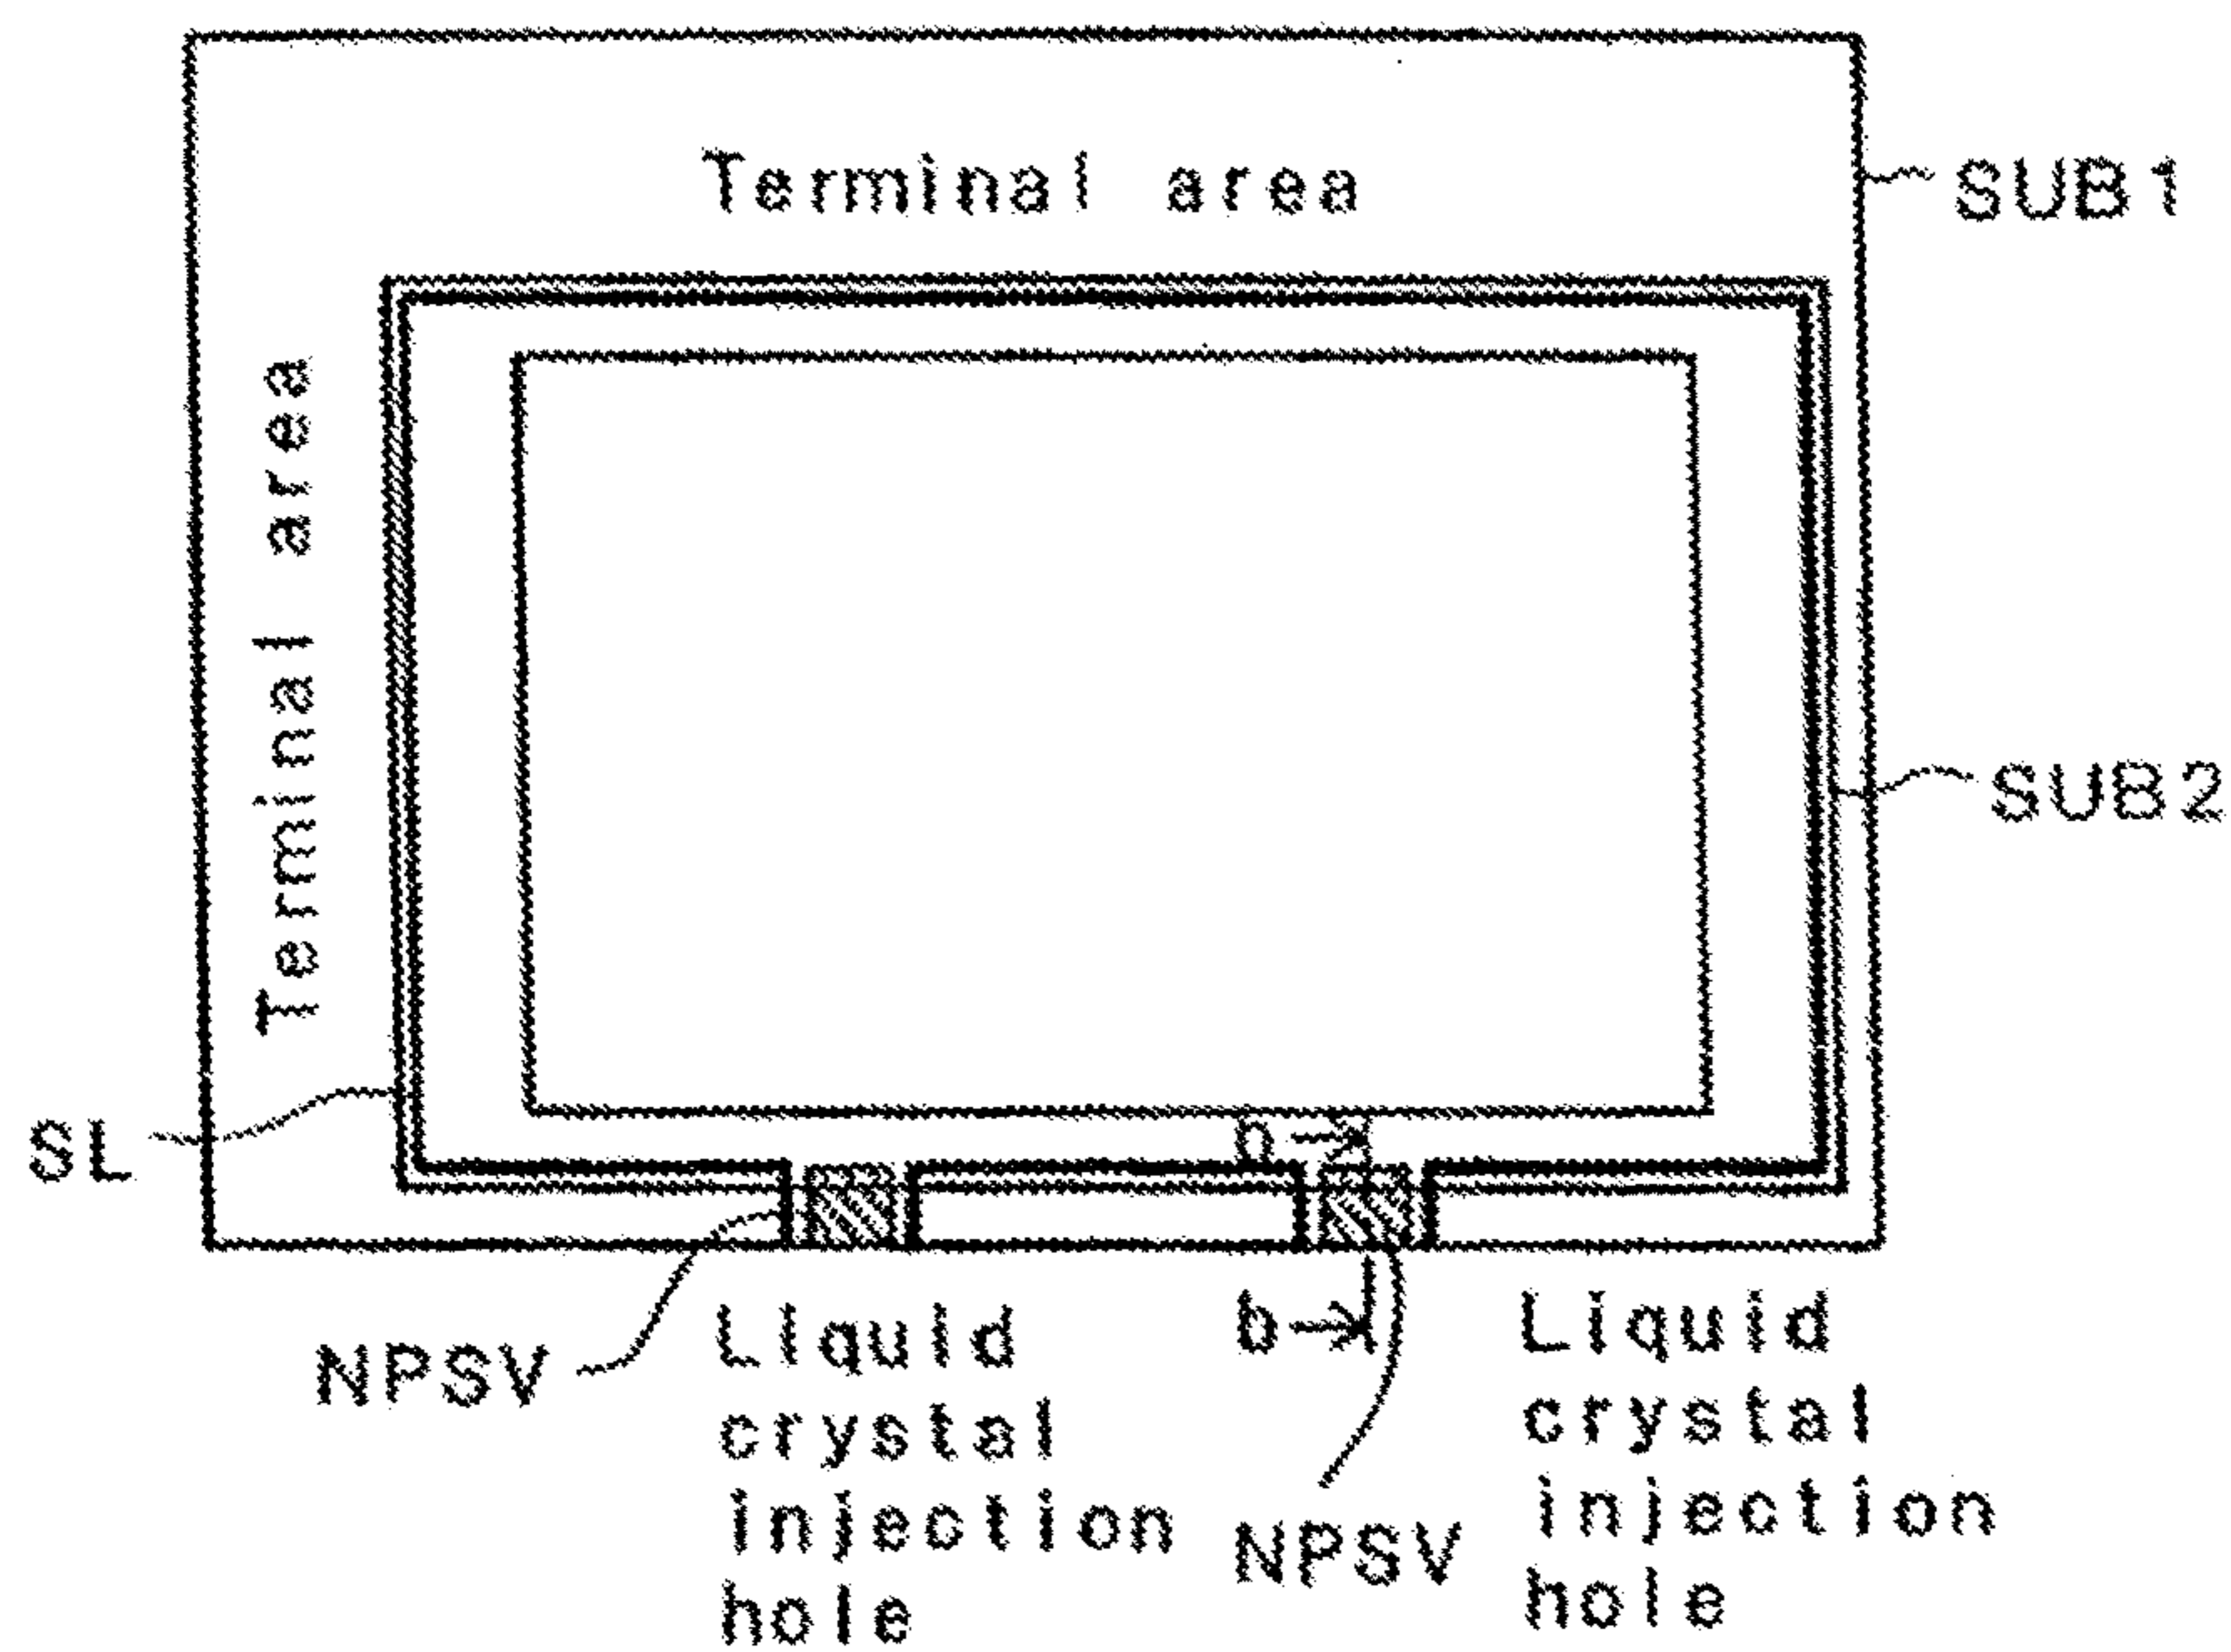 Terminal area
SUB1
Terminal area
SUB2
SL
b
NPSV
b
Liquid
crystal
injection
hole
NPSV
Liquid
crystal
injection
hole